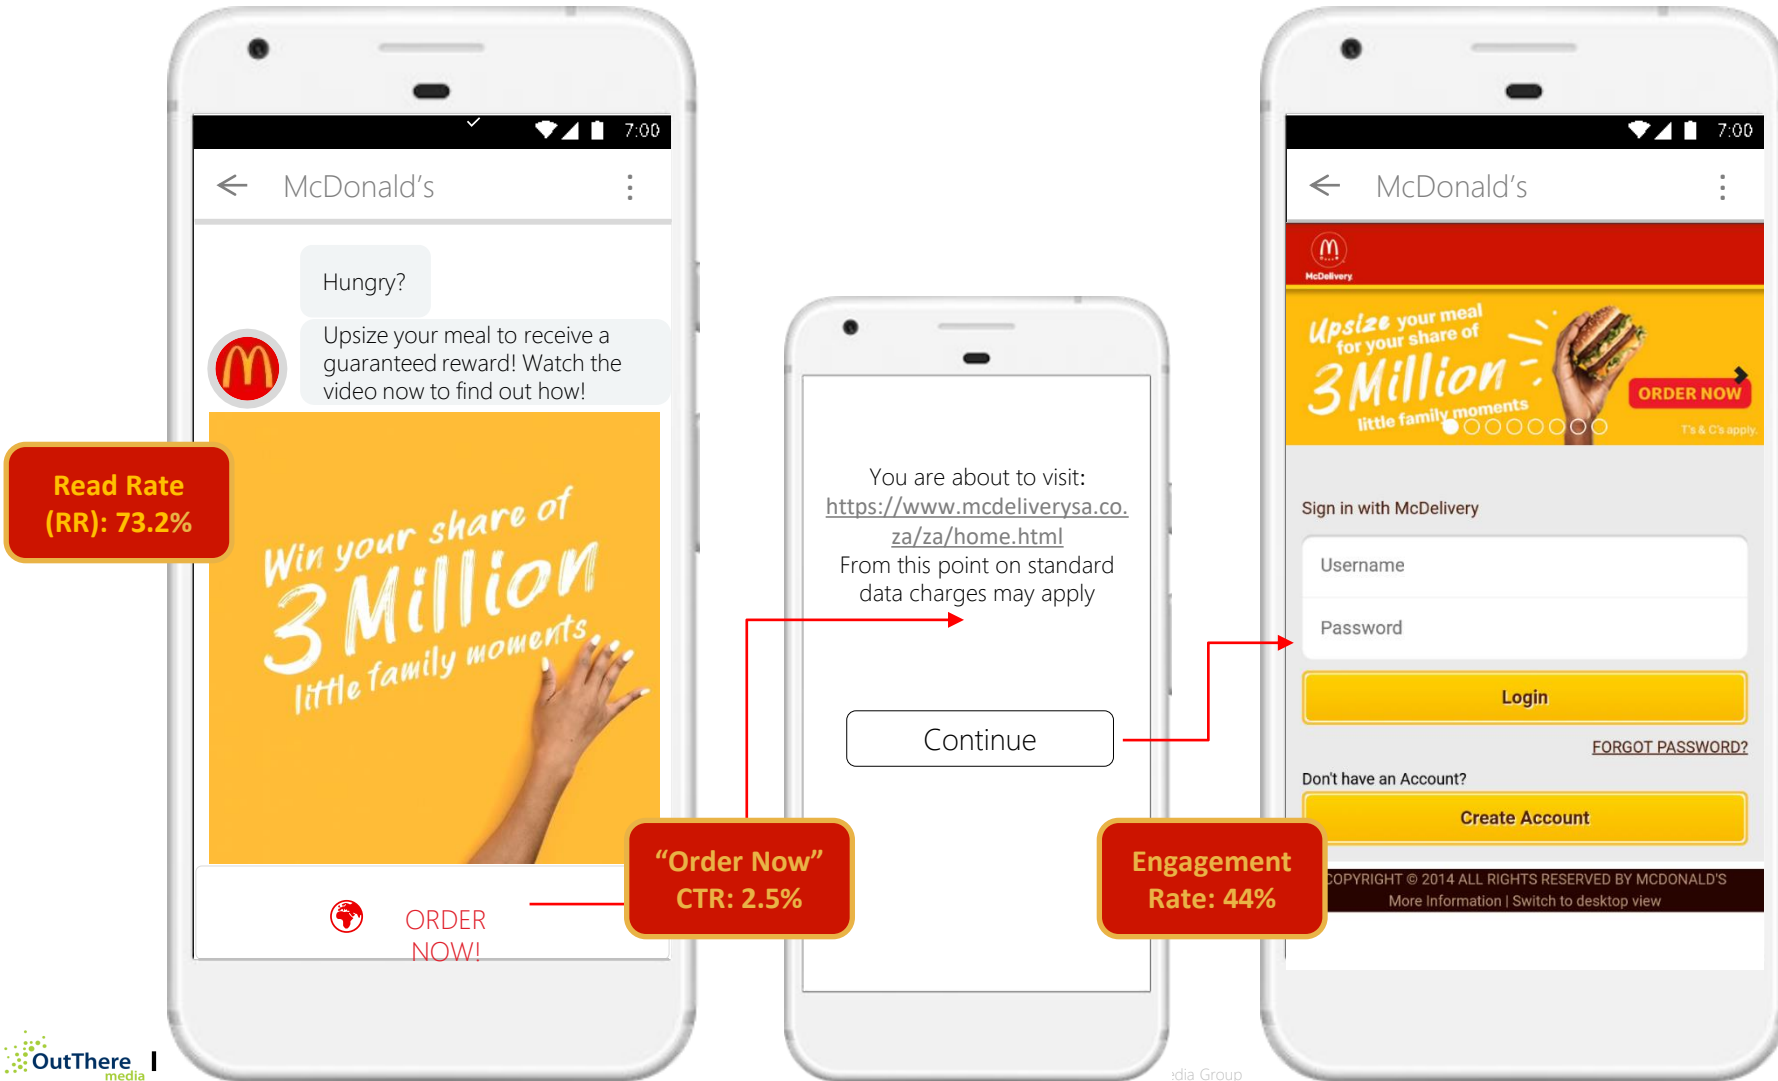 7:00
McDonald's
Hungry?
Upsize your meal to receive a
guaranteed reward! Watch the
video now to find out how!
Read Rate
(RR): 73.2%
Win your share of
3 Million
little family moments
ORDER
NOW!
"Order Now"
CTR: 2.5%
You are about to visit:
https://www.mcdeliverysa.co.
za/za/home.html
From this point on standard
data charges may apply
Continue
Engagement
Rate: 44%
7:00
McDonald's
McDelivery
Upsize your meal
for your share of
3 Million
little family moments
ORDER NOW
T's & C's apply.
Sign in with McDelivery
Username
Password
Login
FORGOT PASSWORD?
Don't have an Account?
Create Account
COPYRIGHT © 2014 ALL RIGHTS RESERVED BY MCDONALD'S
More Information | Switch to desktop view
OutThere
media
Group